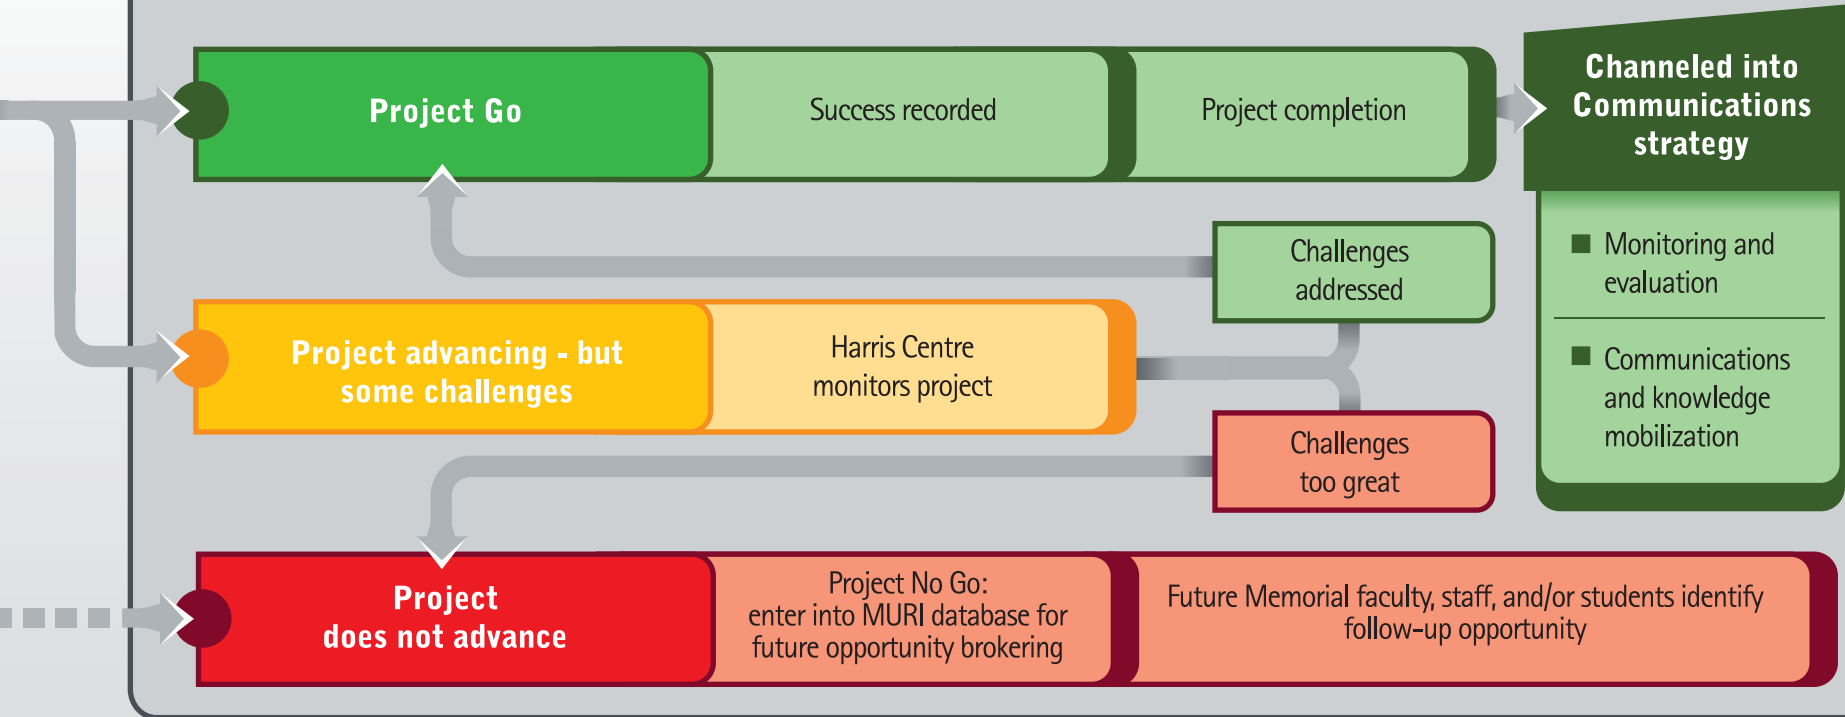 Project Go
Success recorded
Project completion
Channeled into
Communications
strategy
Monitoring and
evaluation
Communications
and knowledge
mobilization
Challenges
addressed
Project advancing - but
some challenges
Harris Centre
monitors project
Challenges
too great
Project
does not advance
Project No Go:
enter into MURI database for
future opportunity brokering
Future Memorial faculty, staff, and/or students identify
follow-up opportunity